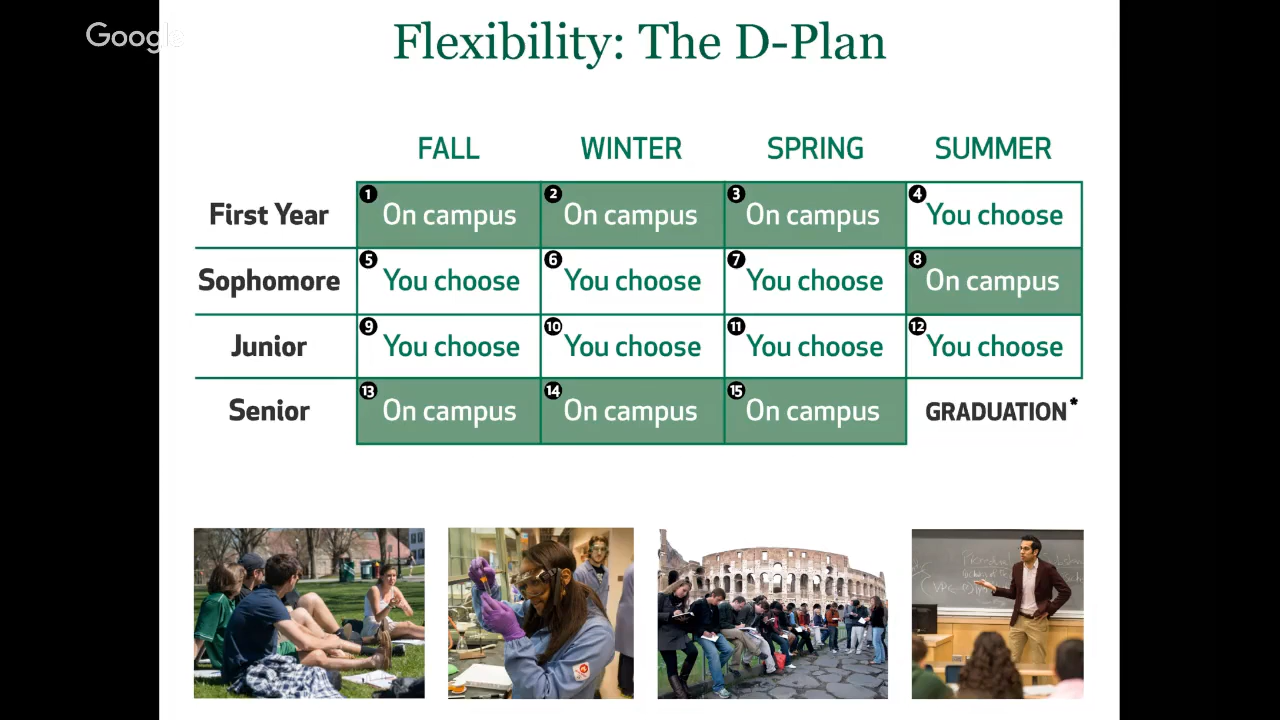 Google
Flexibility: The D-Plan
FALL WINTER SPRING SUMMER
First Year 1 On campus 2 On campus 3 On campus 4 You choose
Sophomore 5 You choose 6 You choose 7 You choose 8 On campus
Junior 9 You choose 10 You choose 11 You choose 12 You choose
Senior 13 On campus 14 On campus 15 On campus GRADUATION*